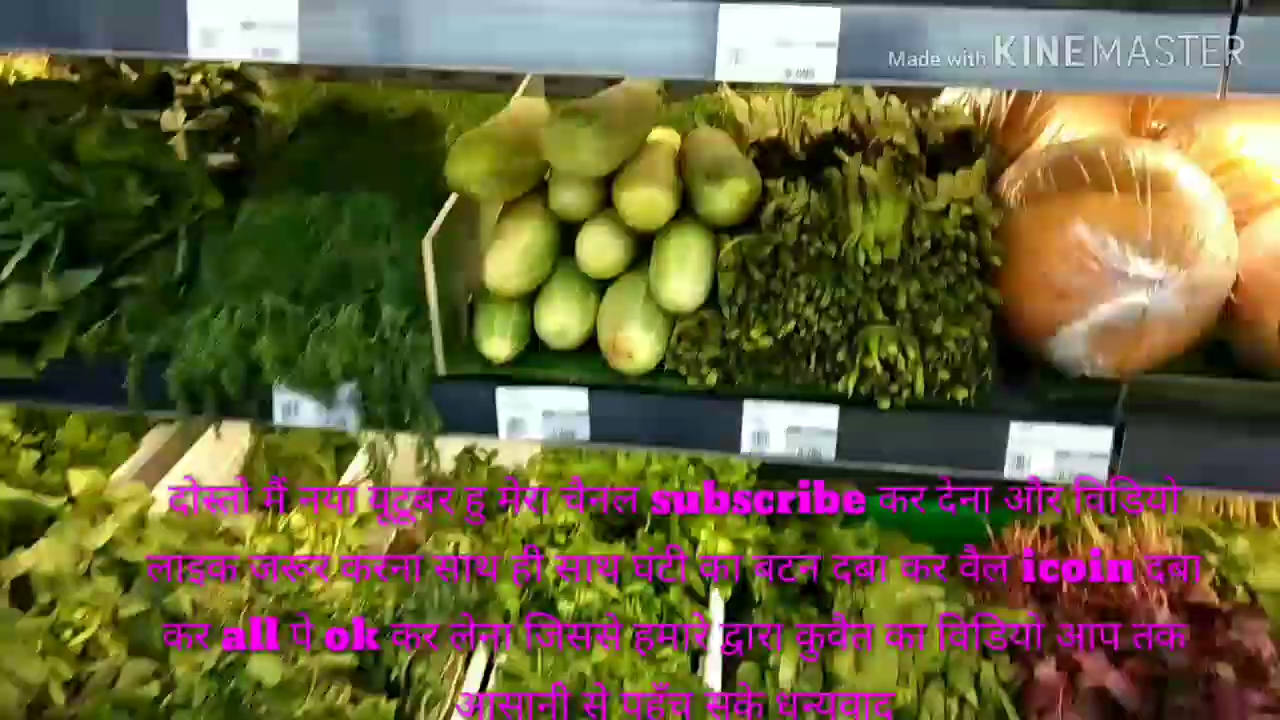 Made with KINEMASTER
दोस्तो मैं नया यूटूबर हु मेरा चैनल subscribe कर देना और विडियो
लाइक जरूर करना साथ ही साथ घंटी का बटन दबा कर वैल icoin दबा
कर all पे ok कर लेना जिससे हमारे द्वारा कुवैत का विडियो आप तक
आसानी से पहुँच सके धन्यवाद